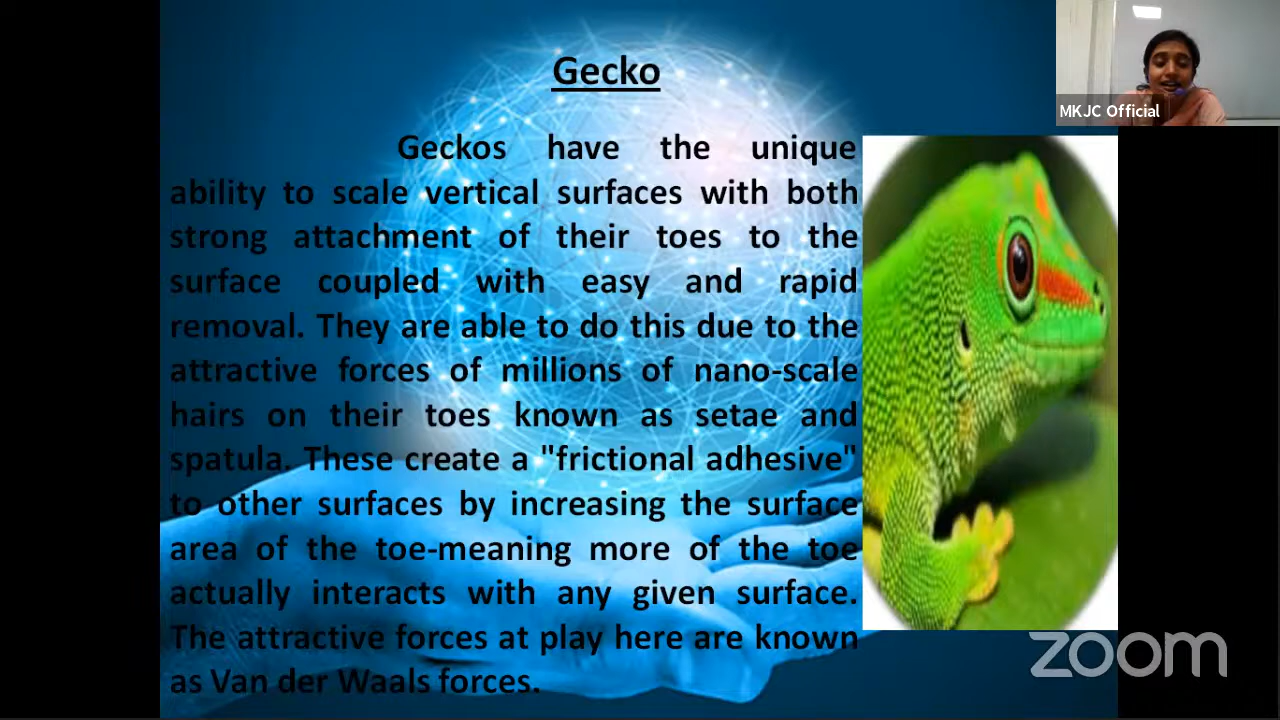 Gecko
MKJC Official
Geckos have the unique
ability to scale vertical surfaces with both
strong attachment of their toes to the
surface coupled with easy and rapid
removal. They are able to do this due to the
attractive forces of millions of nano-scale
hairs on their toes known as setae and
spatula. These create a "frictional adhesive"
to other surfaces by increasing the surface
area of the toe-meaning more of the toe
actually interacts with any given surface.
The attractive forces at play here are known
as Van der Waals forces.
zoom